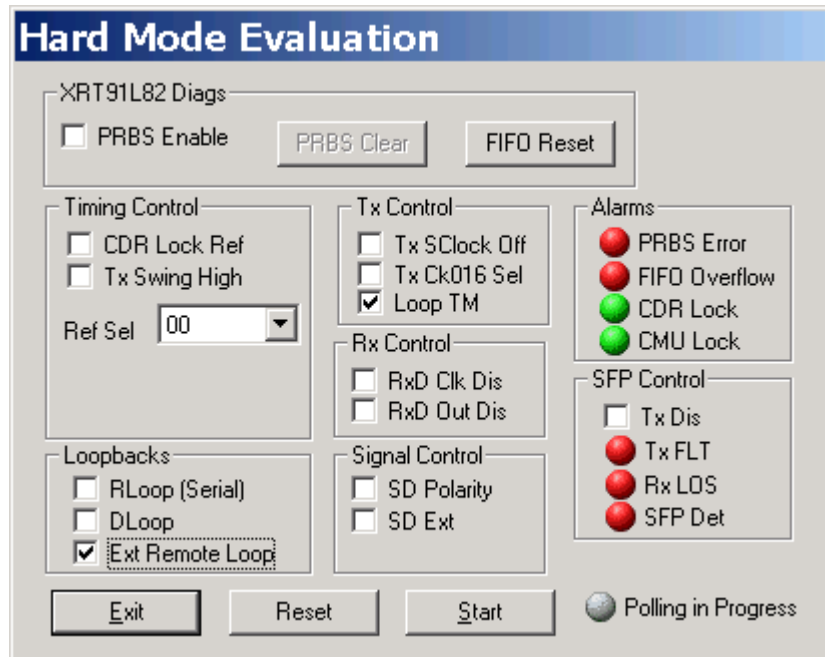 Hard Mode Evaluation
XRT91L82 Diags
PRBS Enable
PRBS Clear
FIFO Reset
Timing Control
CDR Lock Ref
Tx Swing High
Ref Sel 00
Tx Control
Tx SClock Off
Tx Ck016 Sel
Loop TM
Alarms
PRBS Error
FIFO Overflow
CDR Lock
CMU Lock
Rx Control
RxD Clk Dis
RxD Out Dis
SFP Control
Tx Dis
Tx FLT
Rx LOS
SFP Det
Loopbacks
RLoop (Serial)
DLoop
Ext Remote Loop
Signal Control
SD Polarity
SD Ext
Exit
Reset
Start
Polling in Progress